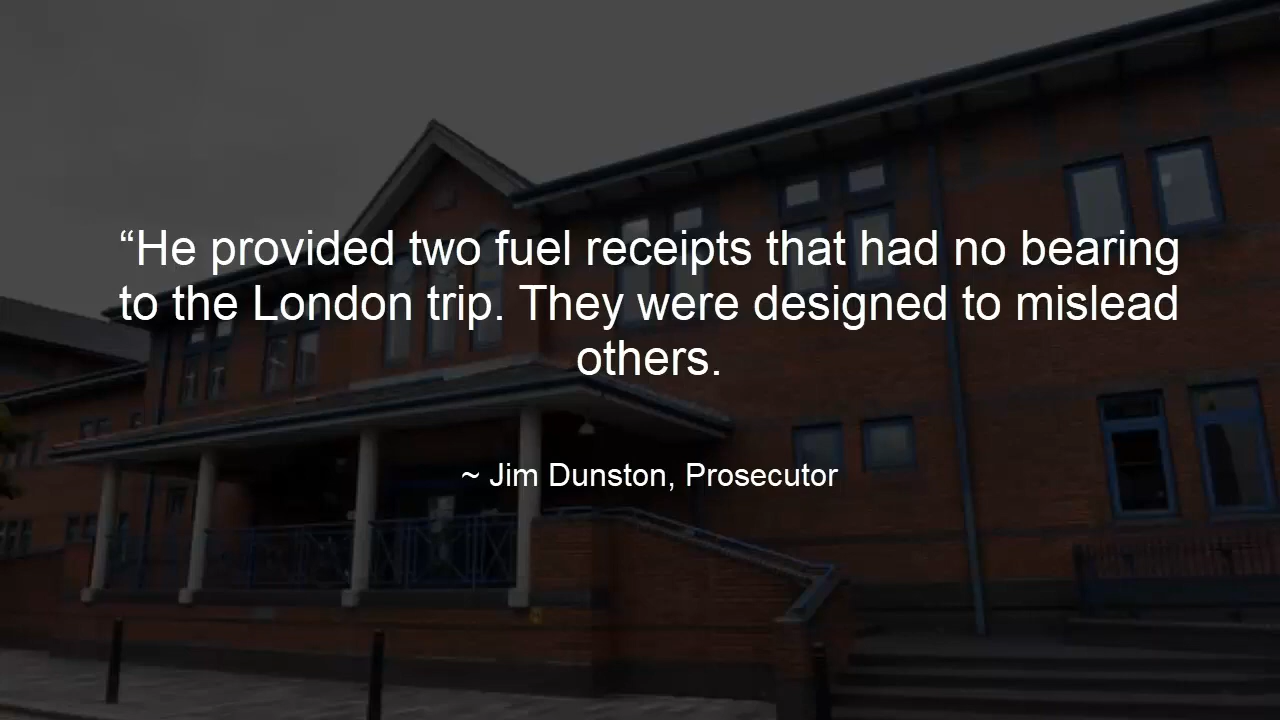 “He provided two fuel receipts that had no bearing
to the London trip. They were designed to mislead
others.
~ Jim Dunston, Prosecutor